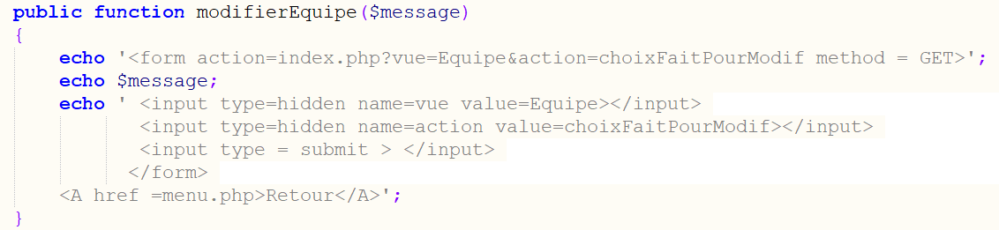 public function modifierEquipe($message)
{
echo '<form action=index.php?vue=Equipe&action=choixFaitPourModif method = GET>';
echo $message;
echo ' <input type=hidden name=vue value=Equipe></input>
<input type=hidden name=action value=choixFaitPourModif></input>
<input type = submit > </input>
</form>
<A href =menu.php>Retour</A>';
}